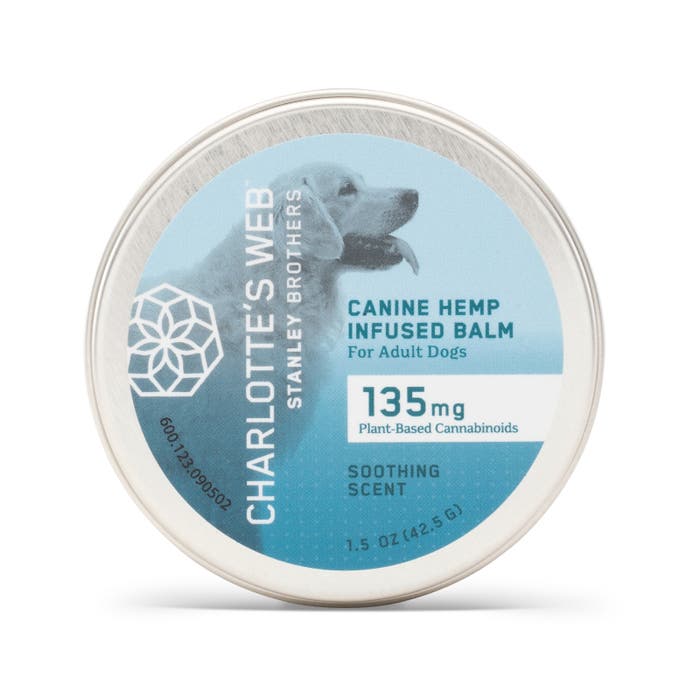 CHARLOTTE'S WEB™
STANLEY BROTHERS
CANINE HEMP
INFUSED BALM
For Adult Dogs
135mg
Plant-Based Cannabinoids
SOOTHING
SCENT
1.5 OZ (42.5 G)
600.123.090502